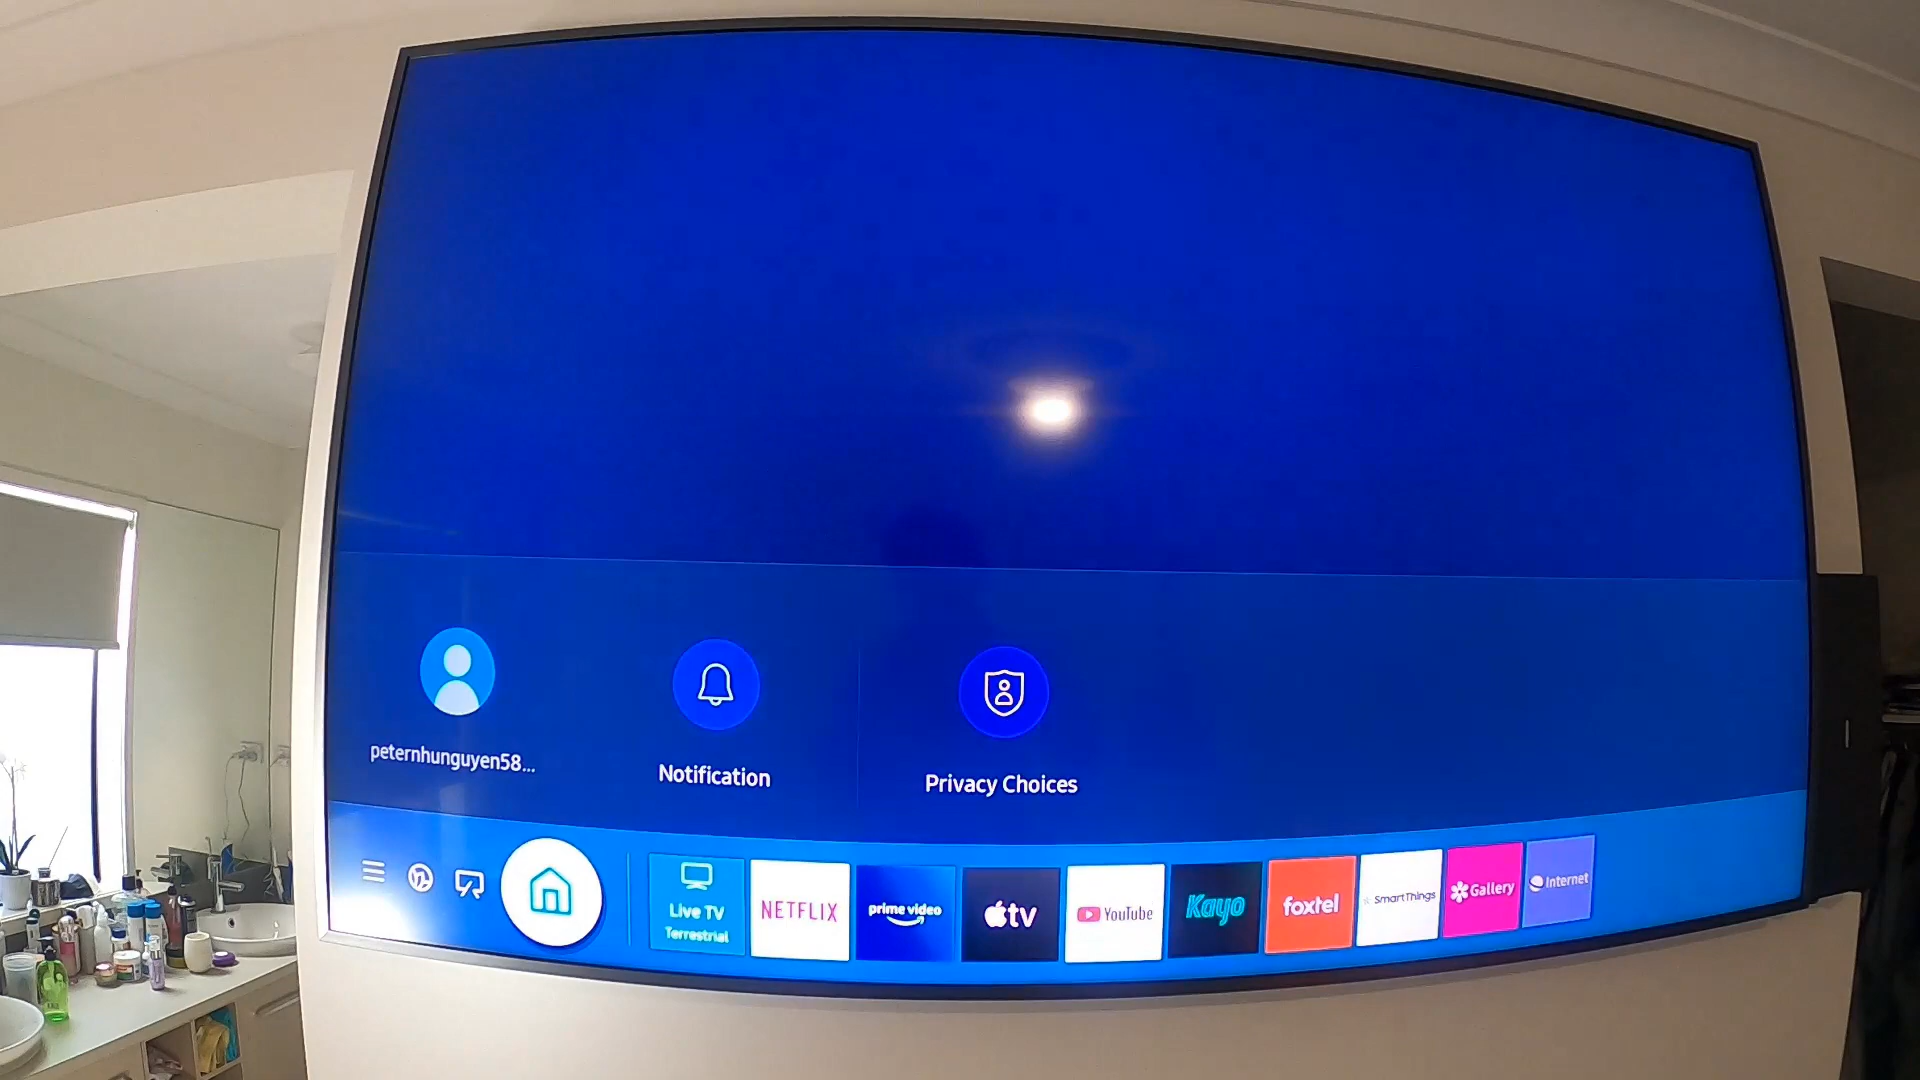 peternhunguyen58...
Notification
Privacy Choices
Live TV
Terrestrial
NETFLIX
prime video
tv
YouTube
Kayo
foxtel
SmartThings
Gallery
Internet